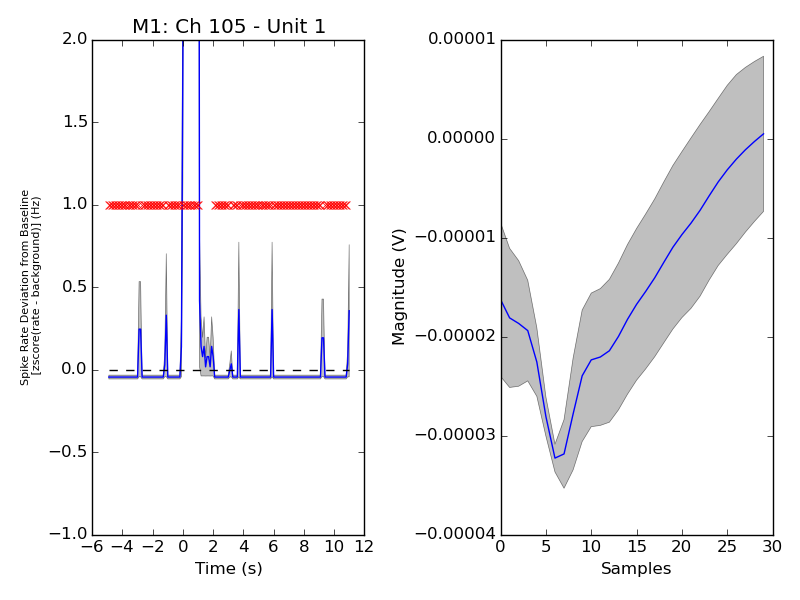 M1: Ch 105 - Unit 1
2.0
1.5
1.0
0.5
0.0
−0.5
−1.0
−6 −4 −2 0 2 4 6 8 10 12
Time (s)
Spike Rate Deviation from Baseline
[zscore(rate - background)] (Hz)
0.00001
0.00000
−0.00001
−0.00002
−0.00003
−0.00004
0 5 10 15 20 25 30
Samples
Magnitude (V)